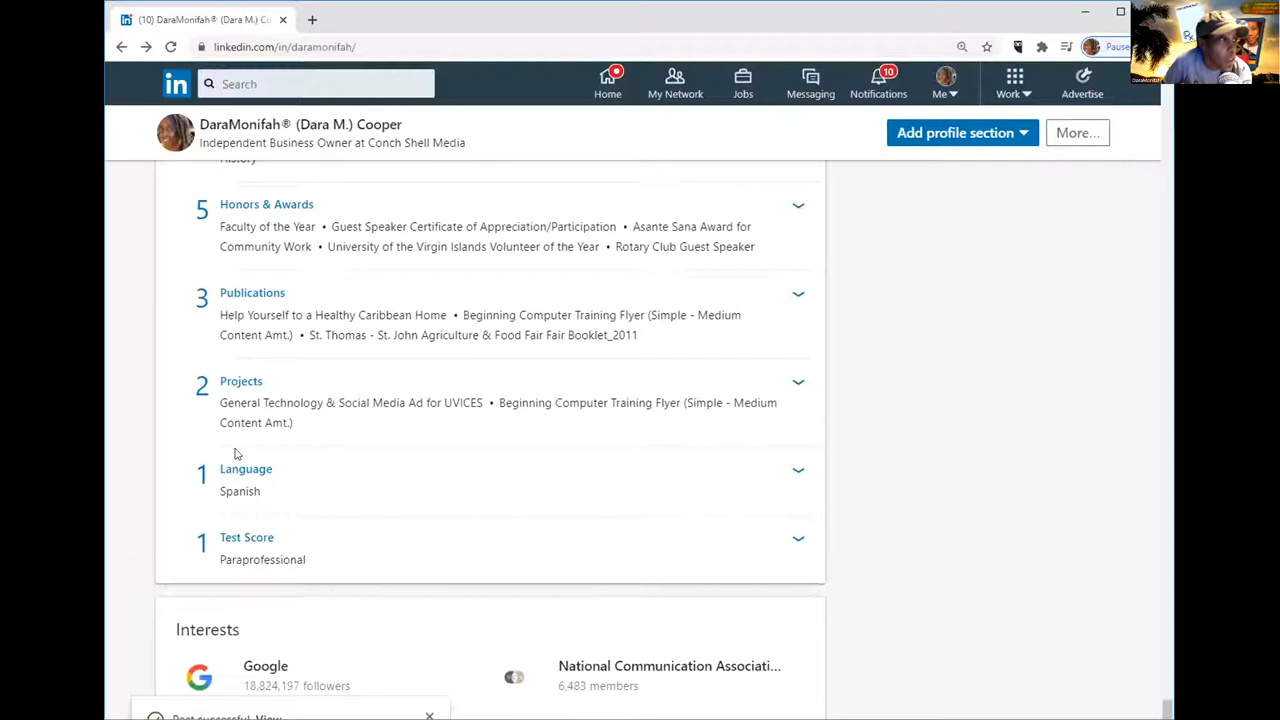 (10) DaraMonifah® (Dara M.) Co
linkedin.com/in/daramonifah/
Paused
in
Search
Home
My Network
Jobs
Messaging
10
Notifications
Me
Work
Advertise
DaraMonifah® (Dara M.) Cooper
Independent Business Owner at Conch Shell Media
Add profile section
More...
History
5 Honors & Awards
Faculty of the Year • Guest Speaker Certificate of Appreciation/Participation • Asante Sana Award for
Community Work • University of the Virgin Islands Volunteer of the Year • Rotary Club Guest Speaker
3 Publications
Help Yourself to a Healthy Caribbean Home • Beginning Computer Training Flyer (Simple - Medium
Content Amt.) • St. Thomas - St. John Agriculture & Food Fair Fair Booklet_2011
2 Projects
General Technology & Social Media Ad for UVICES • Beginning Computer Training Flyer (Simple - Medium
Content Amt.)
1 Language
Spanish
1 Test Score
Paraprofessional
Interests
Google
18,824,197 followers
National Communication Associati...
6,483 members
Post successful. View